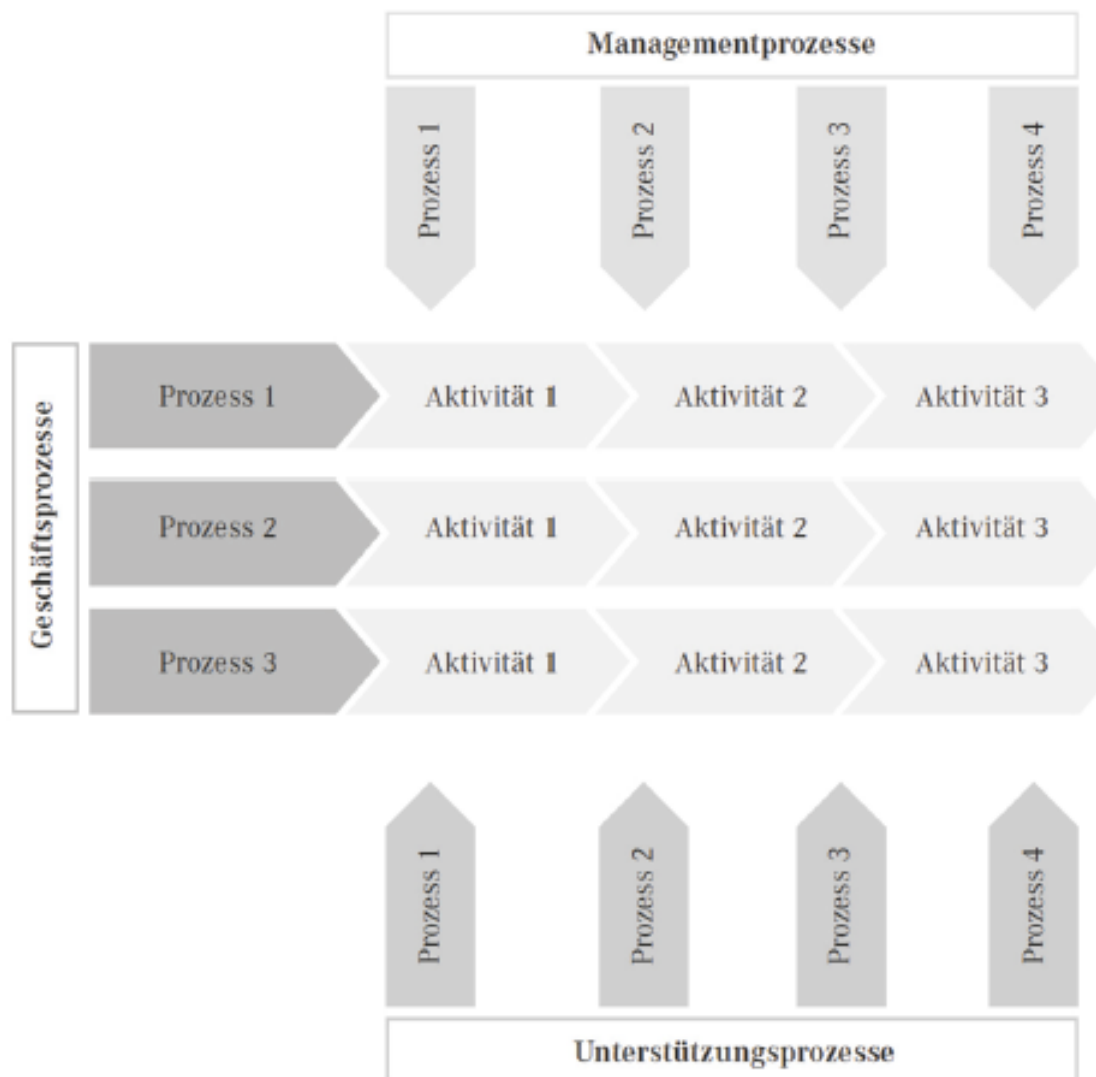 Managementprozesse
Prozess 1
Prozess 2
Prozess 3
Prozess 4
Geschäftsprozesse
Prozess 1
Aktivität 1
Aktivität 2
Aktivität 3
Prozess 2
Aktivität 1
Aktivität 2
Aktivität 3
Prozess 3
Aktivität 1
Aktivität 2
Aktivität 3
Prozess 1
Prozess 2
Prozess 3
Prozess 4
Unterstützungsprozesse